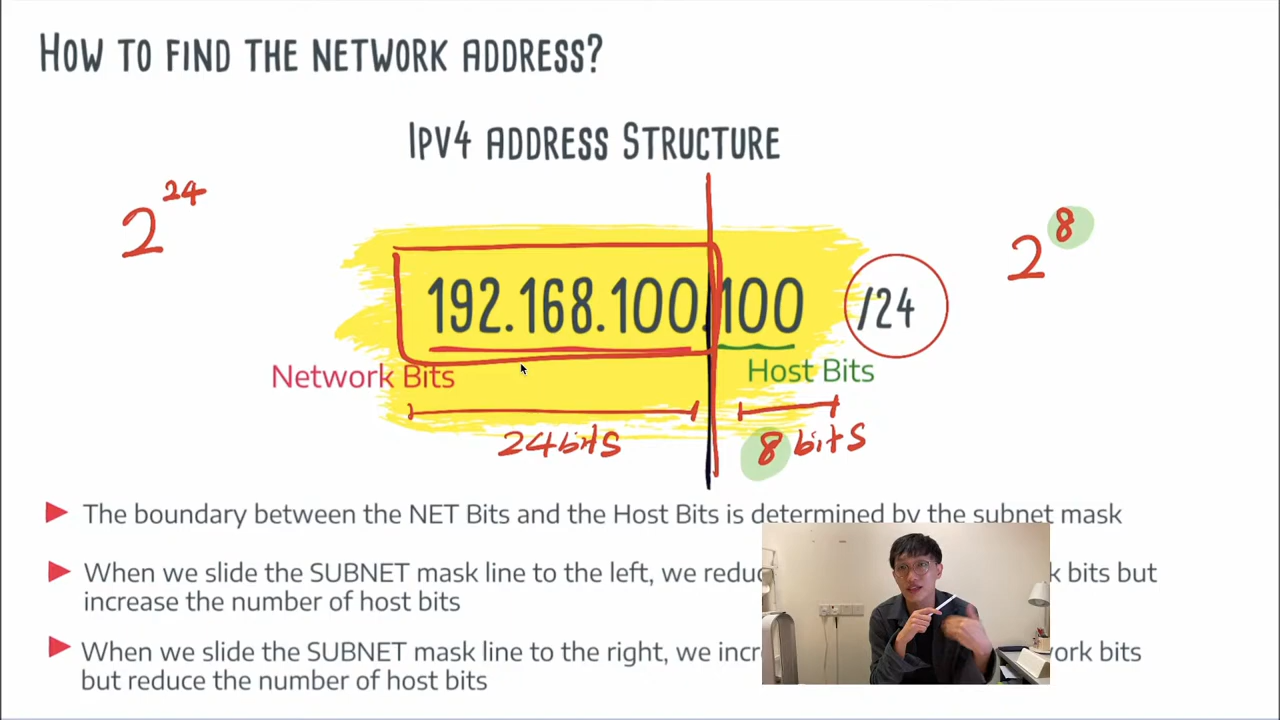 HOW TO FIND THE NETWORK ADDRESS?
IPV4 ADDRESS STRUCTURE
2^24
2^8
192.168.100.100 /24
Network Bits
Host Bits
24bits
8 bits
The boundary between the NET Bits and the Host Bits is determined by the subnet mask
When we slide the SUBNET mask line to the left, we bits but
increase the number of host bits
When we slide the SUBNET mask line to the right, we bits
but reduce the number of host bits